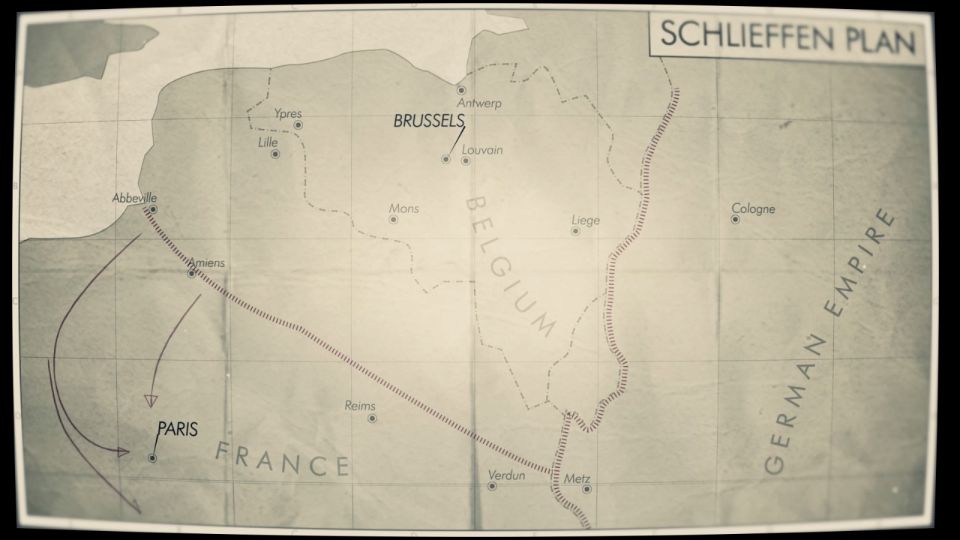 SCHLIEFFEN PLAN
Antwerp
Ypres
BRUSSELS
Lille
Louvain
Abbeville
Mons
Liege
Cologne
BELGIUM
GERMAN EMPIRE
Amiens
Reims
PARIS
FRANCE
Verdun
Metz